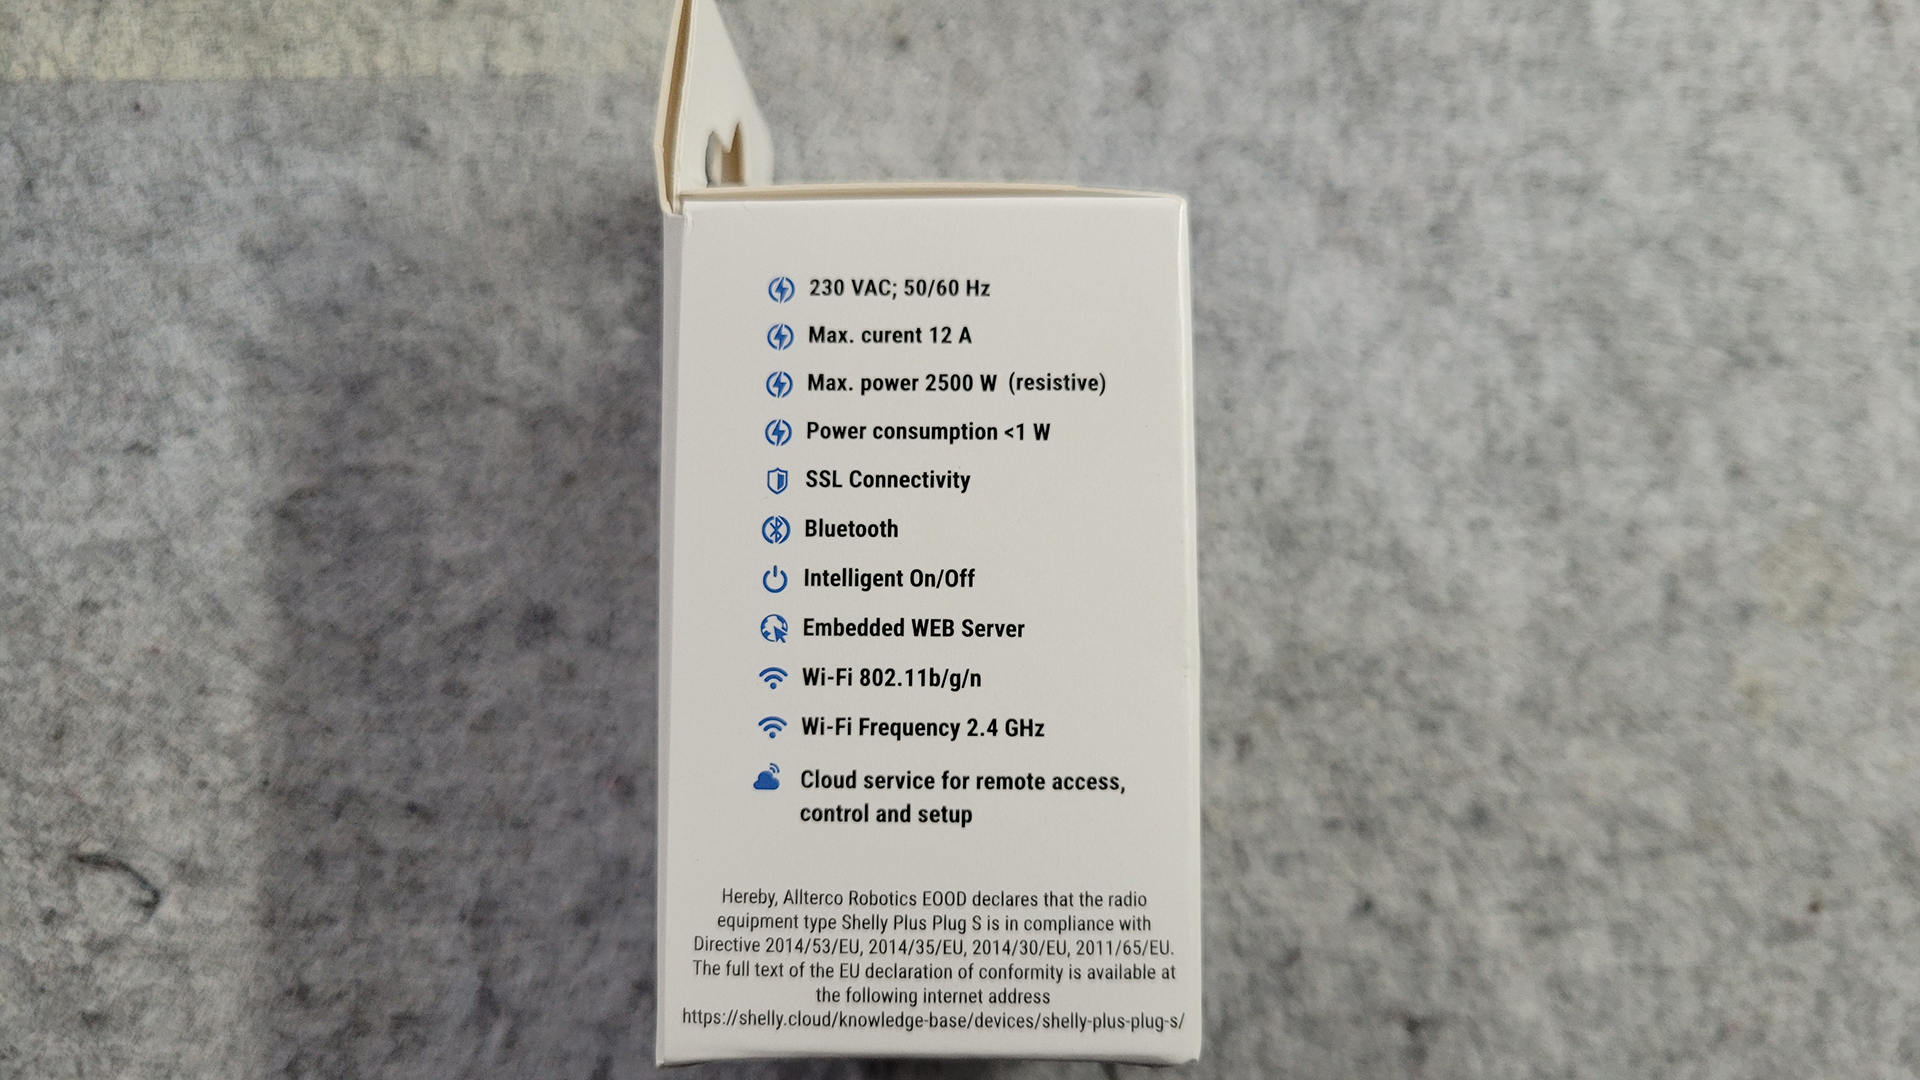 230 VAC; 50/60 Hz
Max. curent 12 A
Max. power 2500 W (resistive)
Power consumption <1 W
SSL Connectivity
Bluetooth
Intelligent On/Off
Embedded WEB Server
Wi-Fi 802.11b/g/n
Wi-Fi Frequency 2.4 GHz
Cloud service for remote access,
control and setup
Hereby, Allterco Robotics EOOD declares that the radio
equipment type Shelly Plus Plug S is in compliance with
Directive 2014/53/EU, 2014/35/EU, 2014/30/EU, 2011/65/EU.
The full text of the EU declaration of conformity is available at
the following internet address
https://shelly.cloud/knowledge-base/devices/shelly-plus-plug-s/